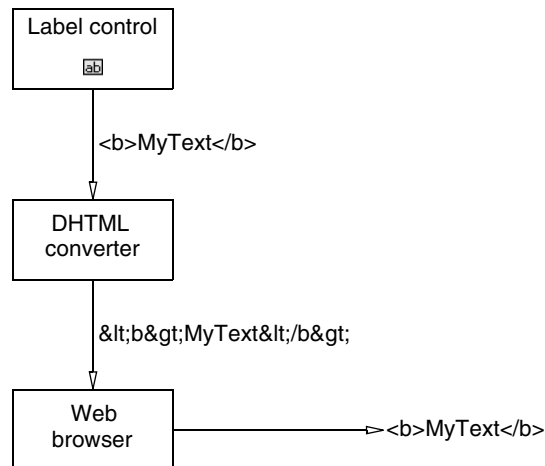 Label control
ab
<b>MyText</b>
DHTML
converter
&lt;b&gt;MyText&lt;/b&gt;
Web
browser
<b>MyText</b>